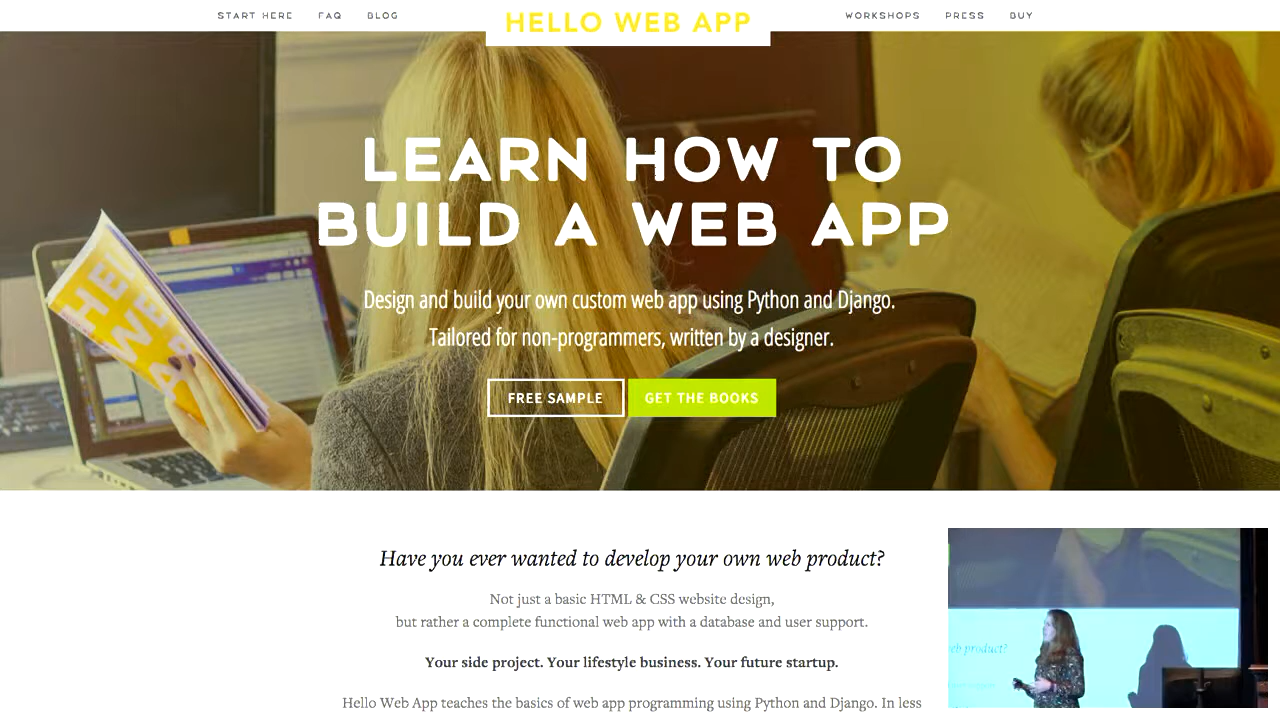 START HERE FAQ BLOG HELLO WEB APP WORKSHOPS PRESS BUY
LEARN HOW TO
BUILD A WEB APP
Design and build your own custom web app using Python and Django.
Tailored for non-programmers, written by a designer.
FREE SAMPLE GET THE BOOKS
HELLO
WEB
APP
Have you ever wanted to develop your own web product?
Not just a basic HTML & CSS website design,
but rather a complete functional web app with a database and user support.
Your side project. Your lifestyle business. Your future startup.
Hello Web App teaches the basics of web app programming using Python and Django. In less
eb product?